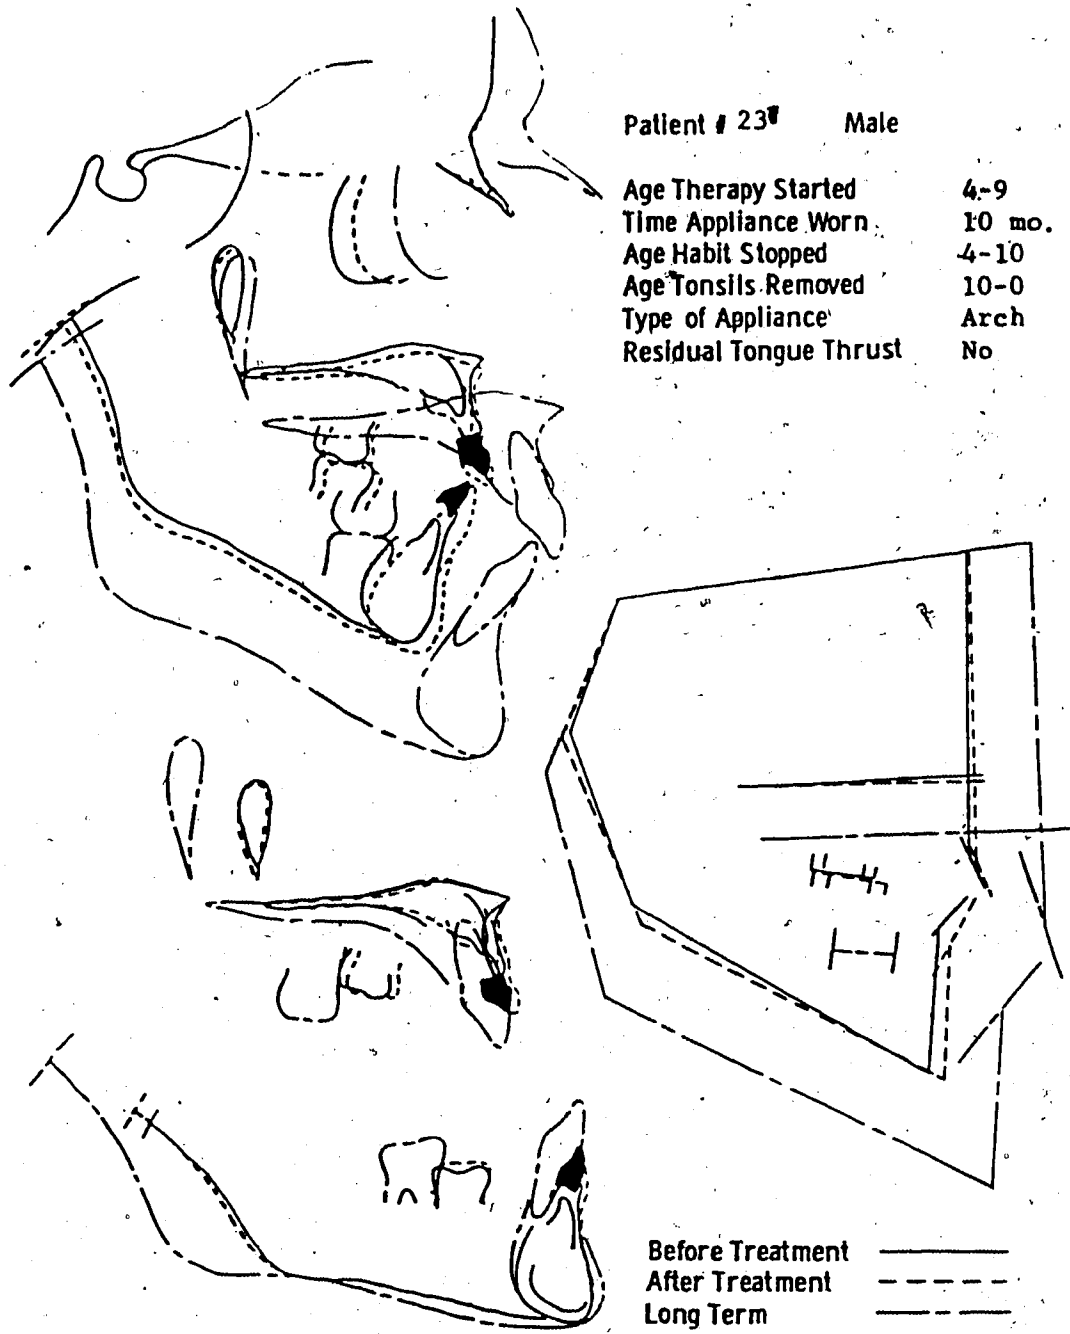 Patient # 23 Male
Age Therapy Started 4-9
Time Appliance Worn 10 mo.
Age Habit Stopped 4-10
Age Tonsils Removed 10-0
Type of Appliance Arch
Residual Tongue Thrust No
Before Treatment
After Treatment
Long Term